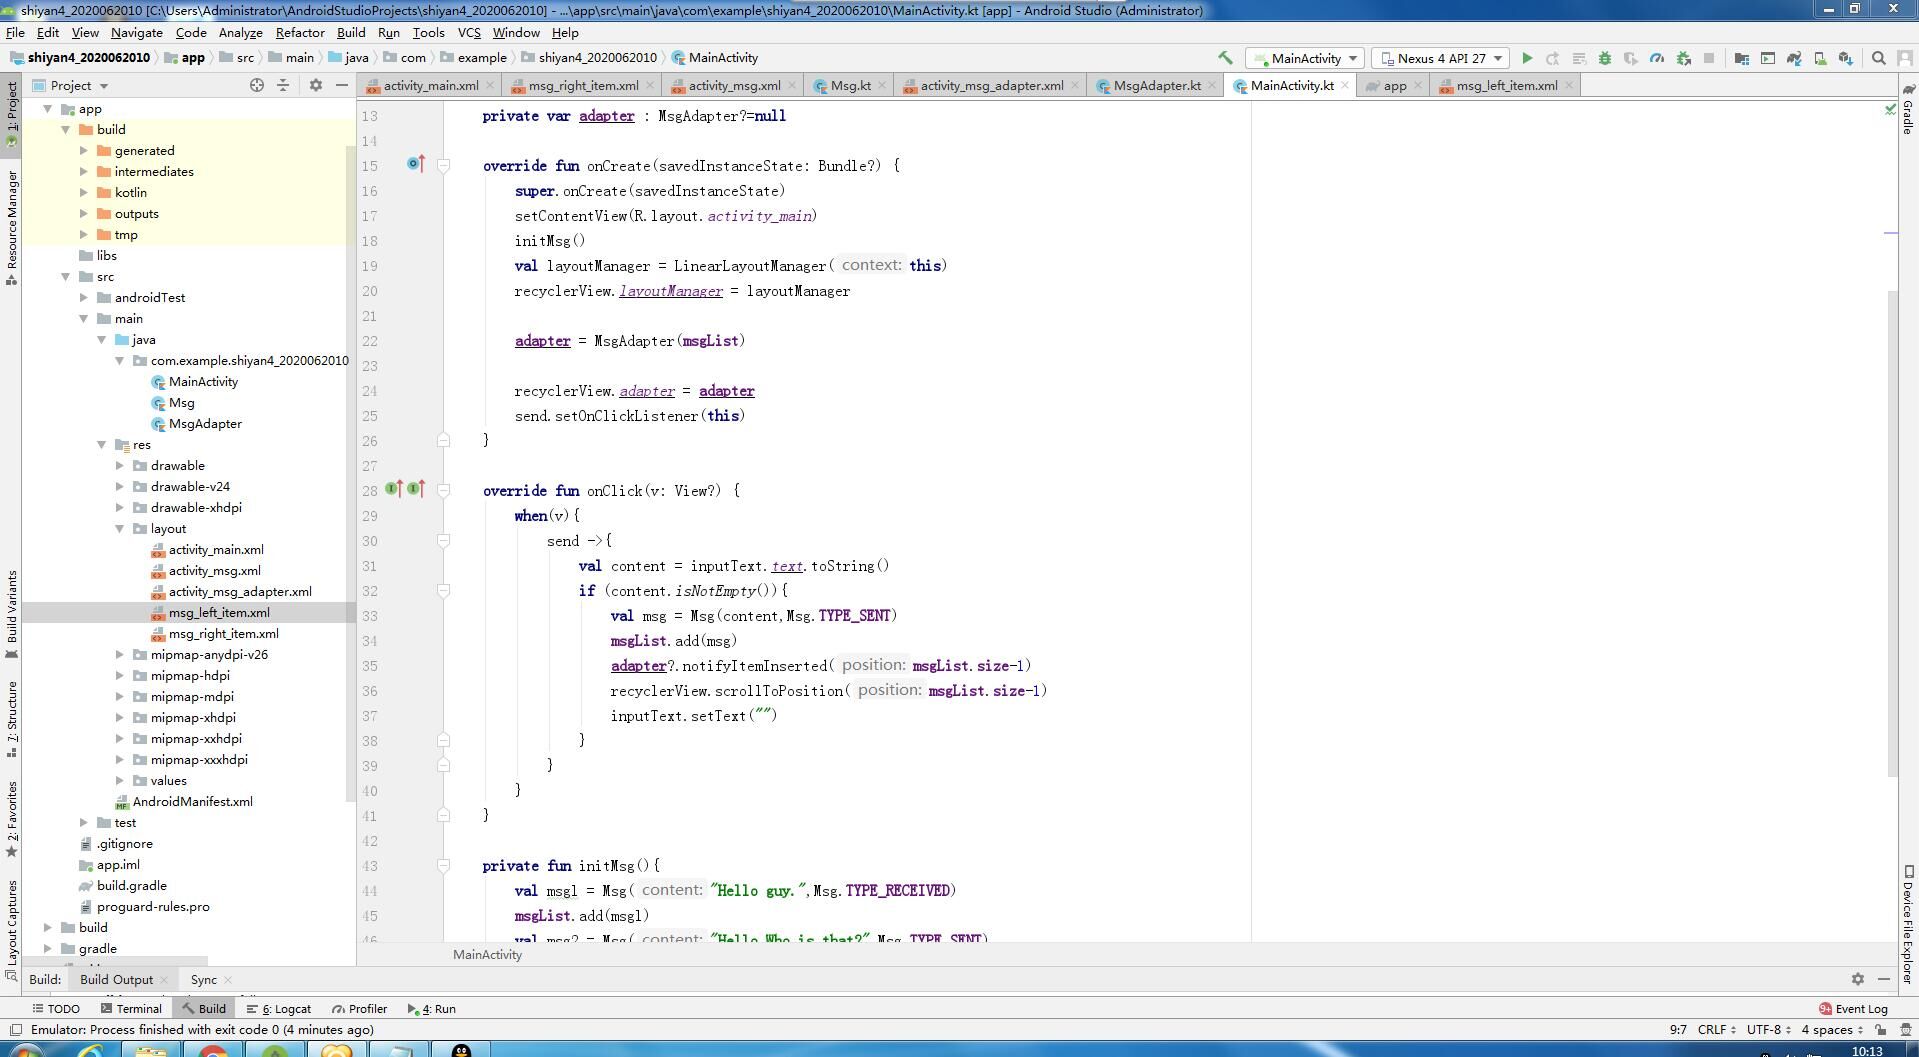 shiyan4_2020062010 [C:\Users\Administrator\AndroidStudioProjects\shiyan4_2020062010] - ...\app\src\main\java\com\example\shiyan4_2020062010\MainActivity.kt [app] - Android Studio (Administrator)
File Edit View Navigate Code Analyze Refactor Build Run Tools VCS Window Help
shiyan4_2020062010 app src main java com example shiyan4_2020062010 MainActivity
MainActivity Nexus 4 API 27
Project
activity_main.xml msg_right_item.xml activity_msg.xml Msg.kt activity_msg_adapter.xml MsgAdapter.kt MainActivity.kt app msg_left_item.xml
1: Project
Resource Manager
Build Variants
7: Structure
2: Favorites
Layout Captures
app
build
generated
intermediates
kotlin
outputs
tmp
libs
src
androidTest
main
java
com.example.shiyan4_2020062010
MainActivity
Msg
MsgAdapter
res
drawable
drawable-v24
drawable-xhdpi
layout
activity_main.xml
activity_msg.xml
activity_msg_adapter.xml
msg_left_item.xml
msg_right_item.xml
mipmap-anydpi-v26
mipmap-hdpi
mipmap-mdpi
mipmap-xhdpi
mipmap-xxhdpi
mipmap-xxxhdpi
values
AndroidManifest.xml
test
.gitignore
app.iml
build.gradle
proguard-rules.pro
build
gradle
13 private var adapter : MsgAdapter?=null
14
15 override fun onCreate(savedInstanceState: Bundle?) {
16 super.onCreate(savedInstanceState)
17 setContentView(R.layout.activity_main)
18 initMsg()
19 val layoutManager = LinearLayoutManager( context: this)
20 recyclerView.layoutManager = layoutManager
21
22 adapter = MsgAdapter(msgList)
23
24 recyclerView.adapter = adapter
25 send.setOnClickListener(this)
26 }
27
28 override fun onClick(v: View?) {
29 when(v){
30 send ->{
31 val content = inputText.text.toString()
32 if (content.isNotEmpty()){
33 val msg = Msg(content,Msg.TYPE_SENT)
34 msgList.add(msg)
35 adapter?.notifyItemInserted( position: msgList.size-1)
36 recyclerView.scrollToPosition( position: msgList.size-1)
37 inputText.setText("")
38 }
39 }
40 }
41 }
42
43 private fun initMsg(){
44 val msg1 = Msg( content: "Hello guy.",Msg.TYPE_RECEIVED)
45 msgList.add(msg1)
46 val msg2 = Msg( content: "Hello.Who is that?",Msg.TYPE_SENT)
MainActivity
Gradle
Device File Explorer
Build: Build Output Sync
TODO Terminal Build 6: Logcat Profiler 4: Run Event Log
Emulator: Process finished with exit code 0 (4 minutes ago) 9:7 CRLF UTF-8 4 spaces
10:13